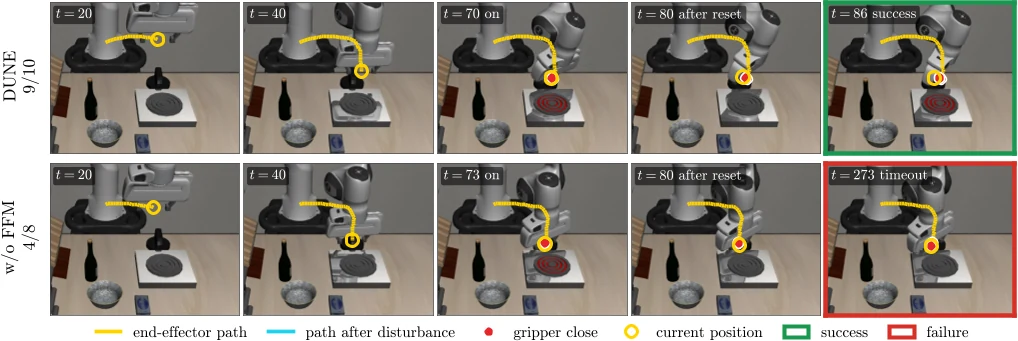 DUNE
9/10
t = 20
t = 40
t = 70 on
t = 80 after reset
t = 86 success
w/o FFM
4/8
t = 20
t = 40
t = 73 on
t = 80 after reset
t = 273 timeout
end-effector path
path after disturbance
gripper close
current position
success
failure